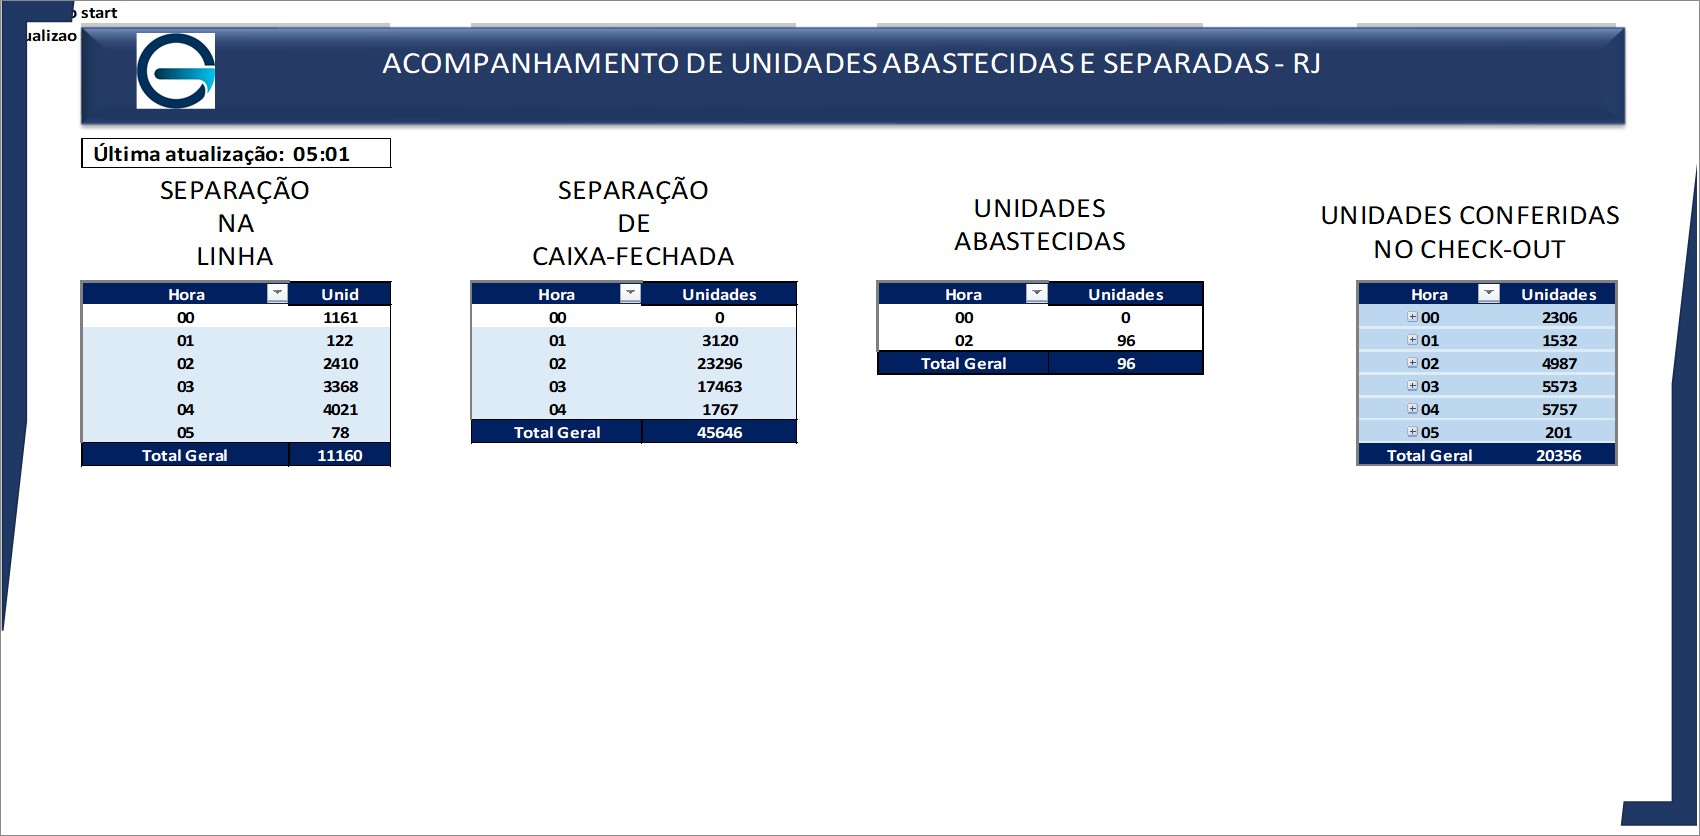 start
ACOMPANHAMENTO DE UNIDADES ABASTECIDAS E SEPARADAS - RJ
Última atualização: 05:01
SEPARAÇÃO
NA
LINHA
Hora Unid
00 1161
01 122
02 2410
03 3368
04 4021
05 78
Total Geral 11160
SEPARAÇÃO
DE
CAIXA-FECHADA
Hora Unidades
00 0
01 3120
02 23296
03 17463
04 1767
Total Geral 45646
UNIDADES
ABASTECIDAS
Hora Unidades
00 0
02 96
Total Geral 96
UNIDADES CONFERIDAS
NO CHECK-OUT
Hora Unidades
00 2306
01 1532
02 4987
03 5573
04 5757
05 201
Total Geral 20356